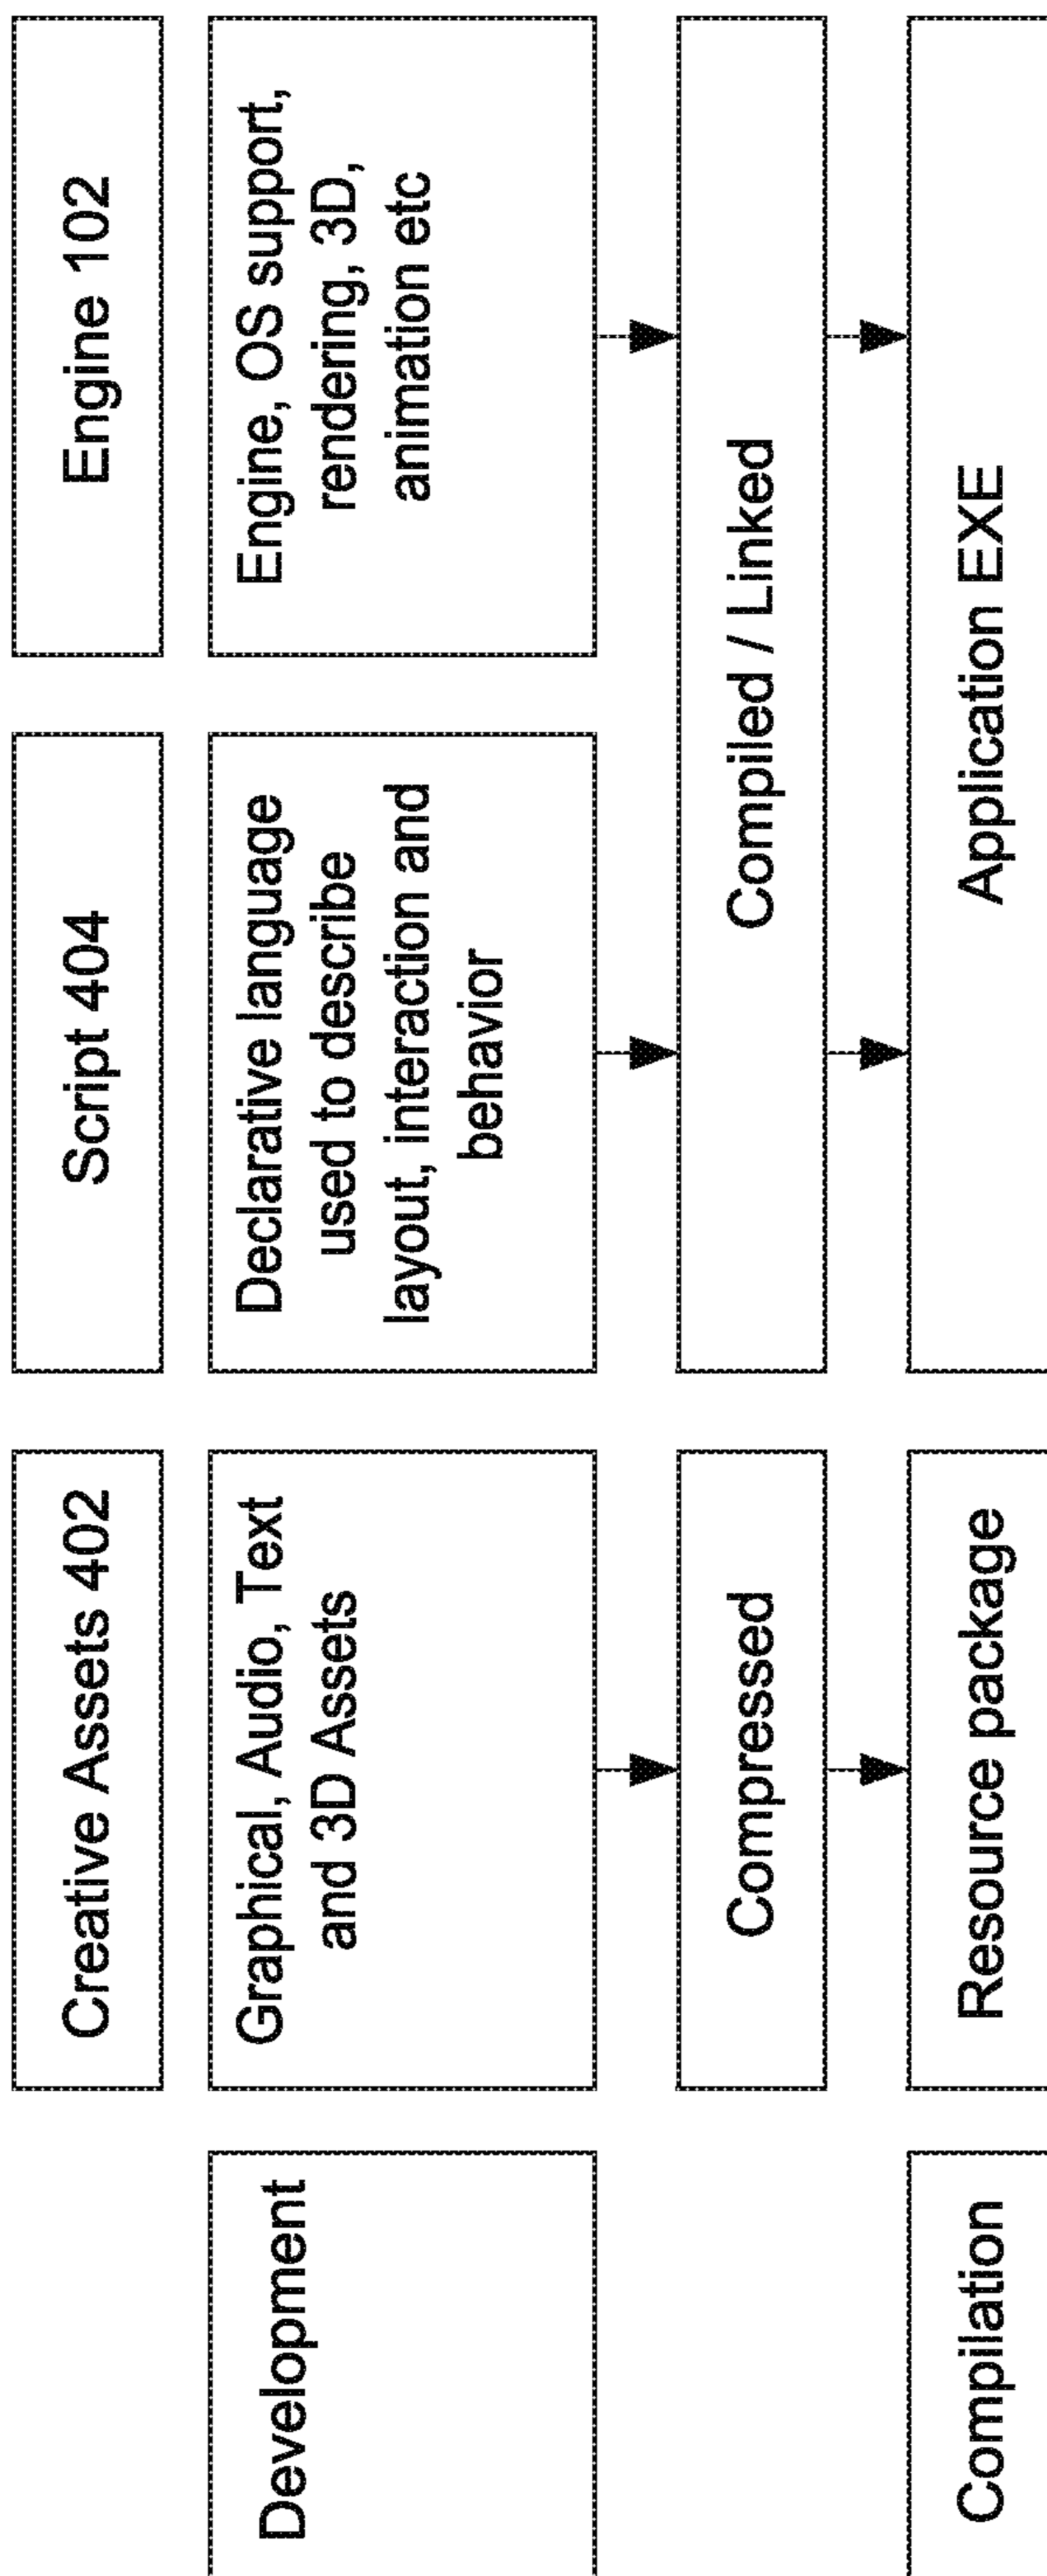 Creative Assets 402
Script 404
Engine 102
Development
Graphical, Audio, Text
and 3D Assets
Declarative language
used to describe
layout, interaction and
behavior
Engine, OS support,
rendering, 3D,
animation etc
Compressed
Compiled / Linked
Compilation
Resource package
Application EXE